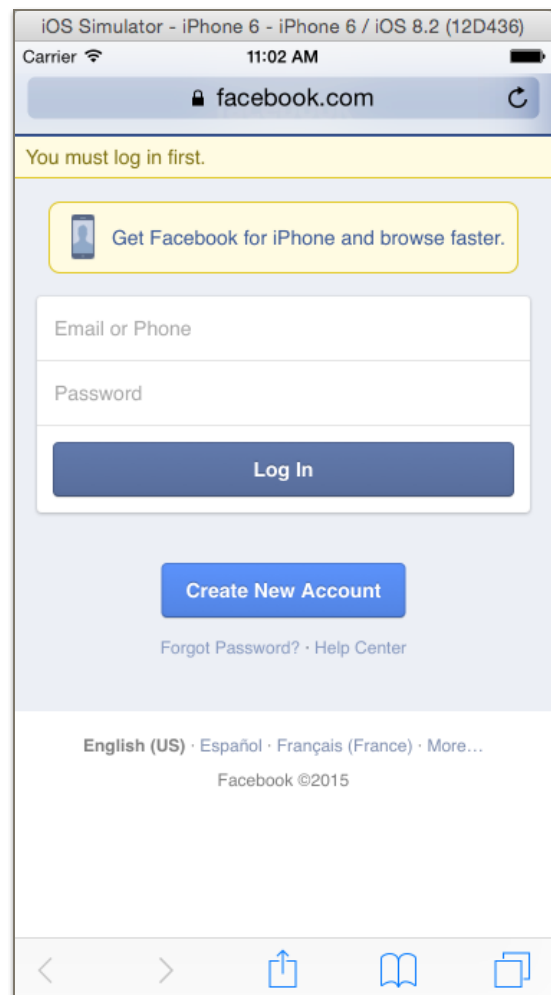 iOS Simulator - iPhone 6 - iPhone 6 / iOS 8.2 (12D436)
Carrier 11:02 AM
facebook.com
You must log in first.
Get Facebook for iPhone and browse faster.
Email or Phone
Password
Log In
Create New Account
Forgot Password? · Help Center
English (US) · Español · Français (France) · More…
Facebook ©2015